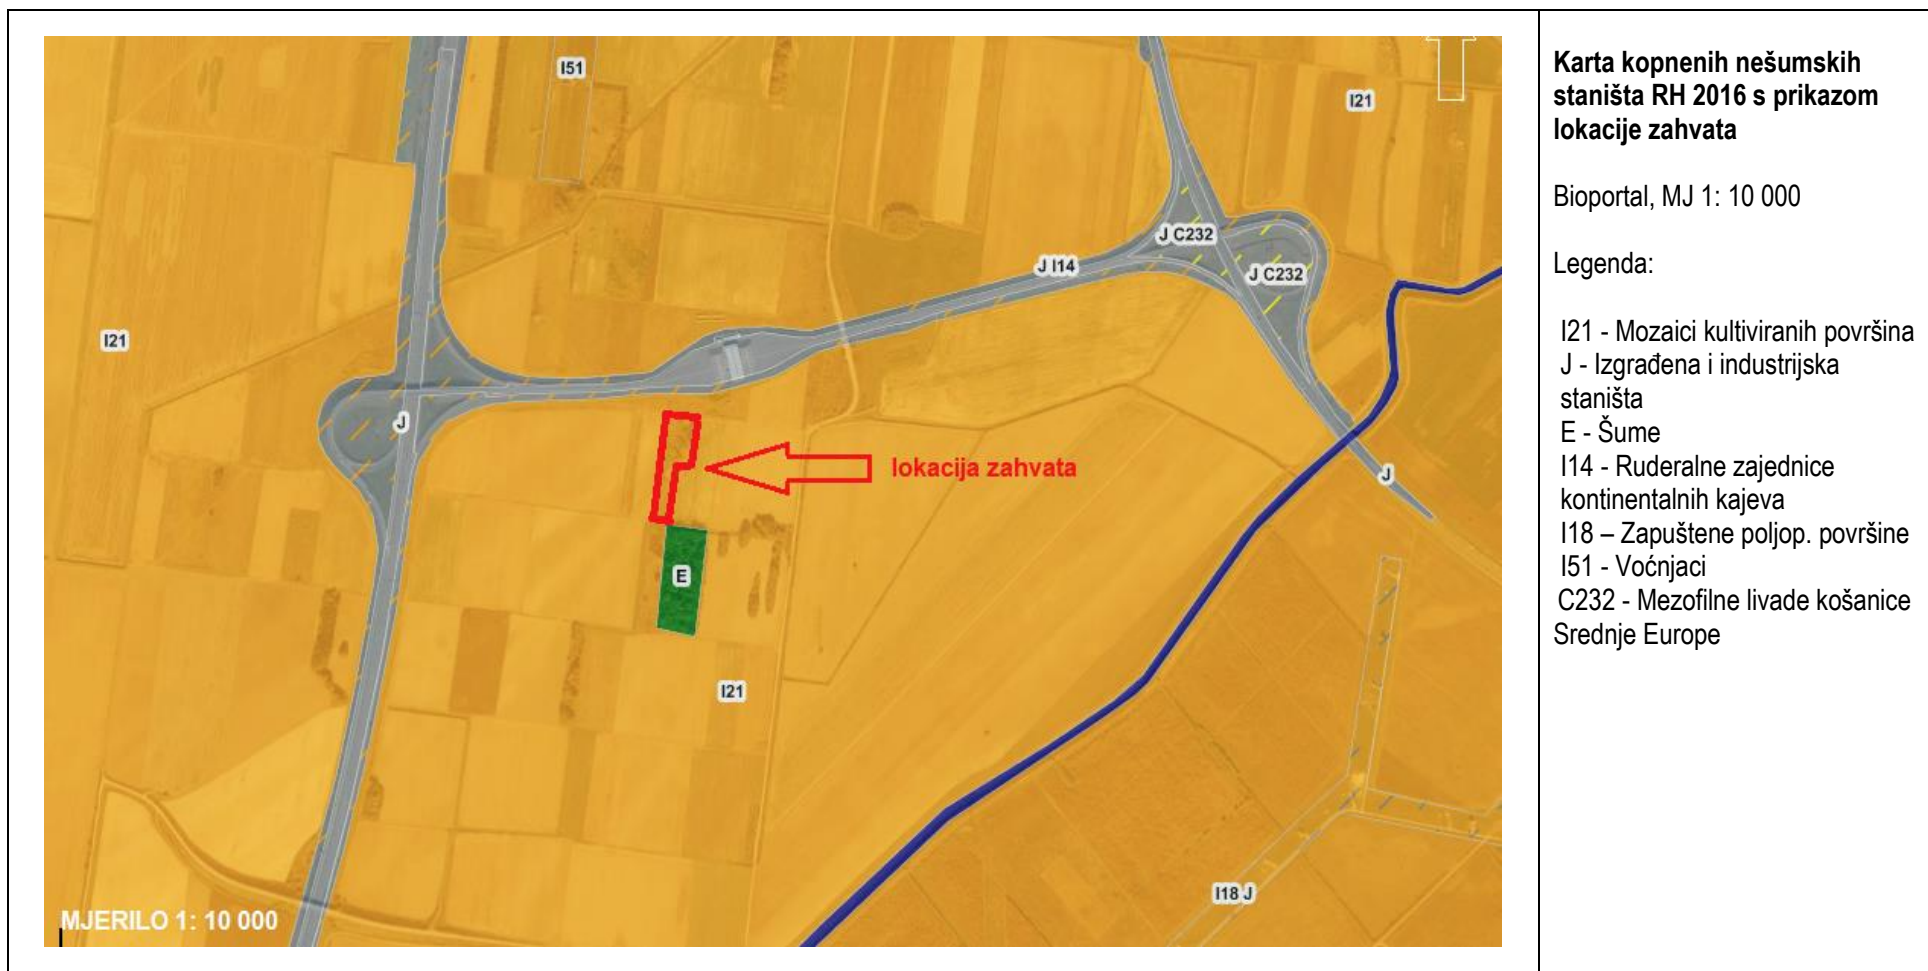 I51
I21
J C232
J I14
J C232
I21
J
lokacija zahvata
J
E
I21
I18 J
MJERILO 1: 10 000
Karta kopnenih nešumskih
staništa RH 2016 s prikazom
lokacije zahvata
Bioportal, MJ 1: 10 000
Legenda:
I21 - Mozaici kultiviranih površina
J - Izgrađena i industrijska
staništa
E - Šume
I14 - Ruderalne zajednice
kontinentalnih kajeva
I18 – Zapuštene poljop. površine
I51 - Voćnjaci
C232 - Mezofilne livade košanice
Srednje Europe